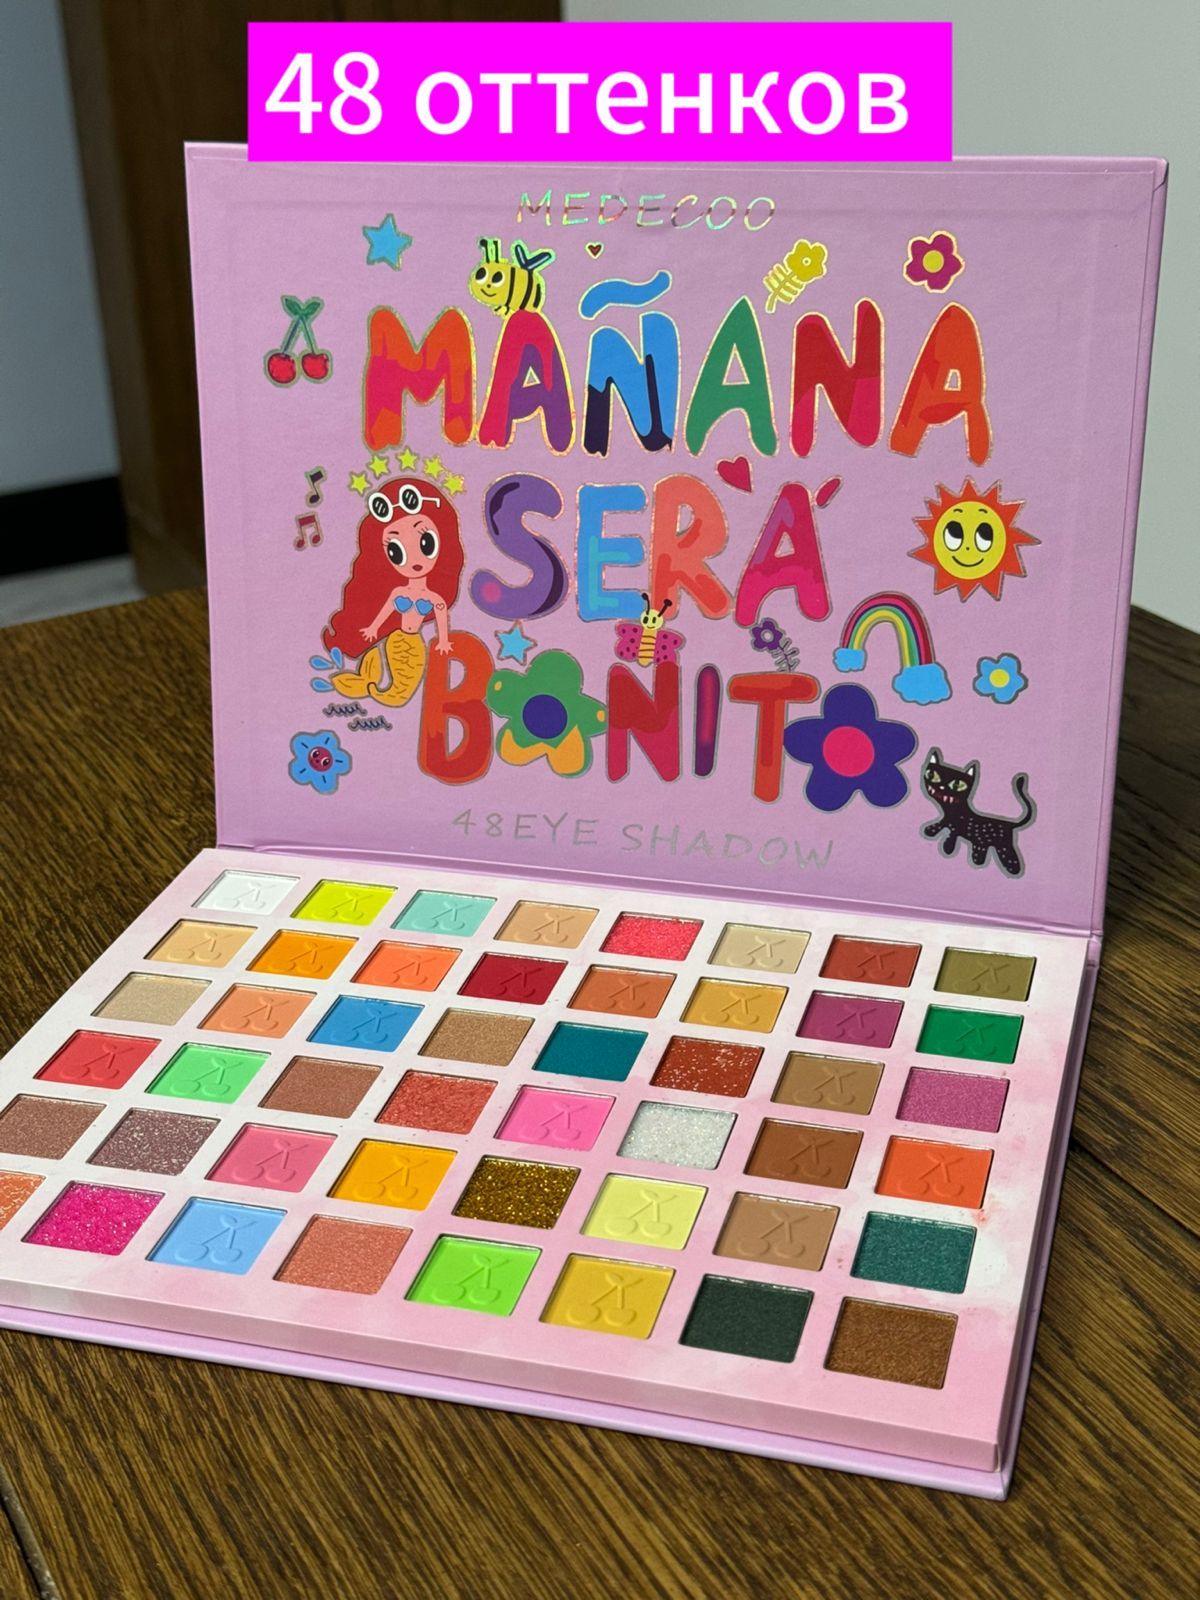 48 оттенков
MEDECOO
MAÑANA
SERÁ
BONITO
48EYE SHADOW